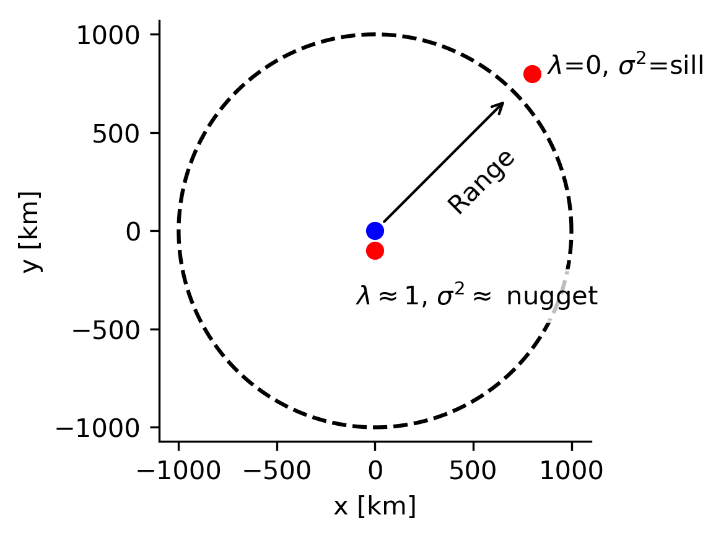 1000
500
0
−500
−1000
y [km]
λ=0, σ²=sill
Range
λ ≈ 1, σ² ≈ nugget
−1000 −500 0 500 1000
x [km]